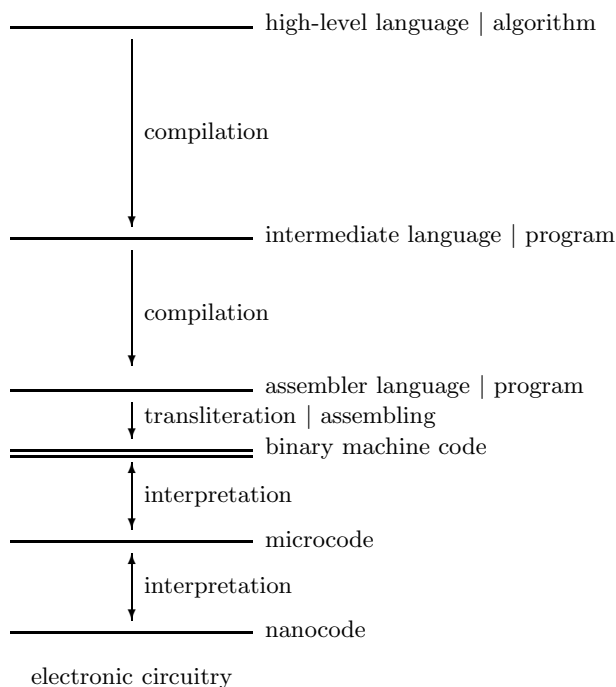 high-level language | algorithm
compilation
intermediate language | program
compilation
assembler language | program
transliteration | assembling
binary machine code
interpretation
microcode
interpretation
nanocode
electronic circuitry